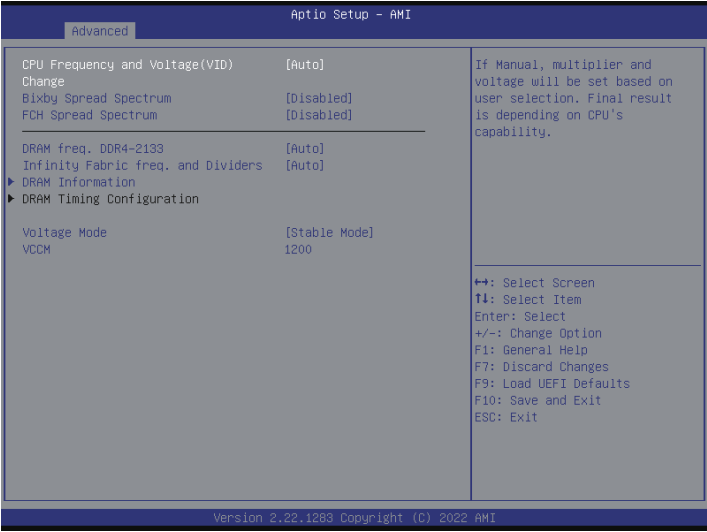 Aptio Setup - AMI
Advanced
CPU Frequency and Voltage(VID) [Auto]
Change
Bixby Spread Spectrum [Disabled]
FCH Spread Spectrum [Disabled]
DRAM freq. DDR4-2133 [Auto]
Infinity Fabric freq. and Dividers [Auto]
DRAM Information
DRAM Timing Configuration
Voltage Mode [Stable Mode]
VCCM 1200
If Manual, multiplier and
voltage will be set based on
user selection. Final result
is depending on CPU's
capability.
↔: Select Screen
↑↓: Select Item
Enter: Select
+/-: Change Option
F1: General Help
F7: Discard Changes
F9: Load UEFI Defaults
F10: Save and Exit
ESC: Exit
Version 2.22.1283 Copyright (C) 2022 AMI